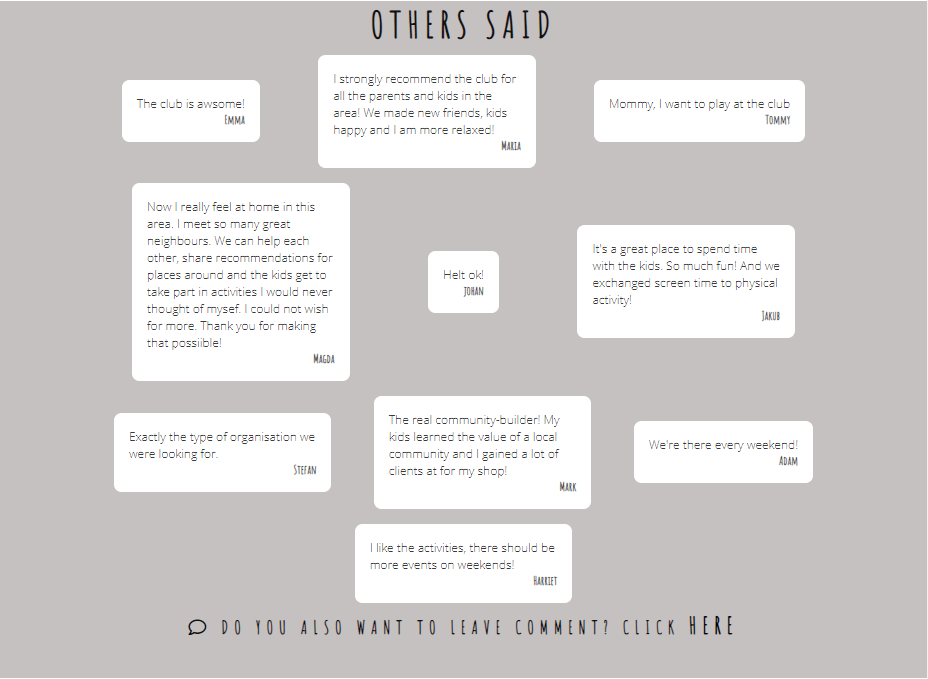 OTHERS SAID
The club is awsome!
Emma
I strongly recommend the club for
all the parents and kids in the
area! We made new friends, kids
happy and I am more relaxed!
Maria
Mommy, I want to play at the club
Tommy
Now I really feel at home in this
area. I meet so many great
neighbours. We can help each
other, share recommendations for
places around and the kids get to
take part in activities I would never
thought of mysef. I could not wish
for more. Thank you for making
that possiible!
Magda
Helt ok!
Johan
It's a great place to spend time
with the kids. So much fun! And we
exchanged screen time to physical
activity!
Jakub
Exactly the type of organisation we
were looking for.
Stefan
The real community-builder! My
kids learned the value of a local
community and I gained a lot of
clients at for my shop!
Mark
We're there every weekend!
Adam
I like the activities, there should be
more events on weekends!
Harriet
DO YOU ALSO WANT TO LEAVE COMMENT? CLICK HERE